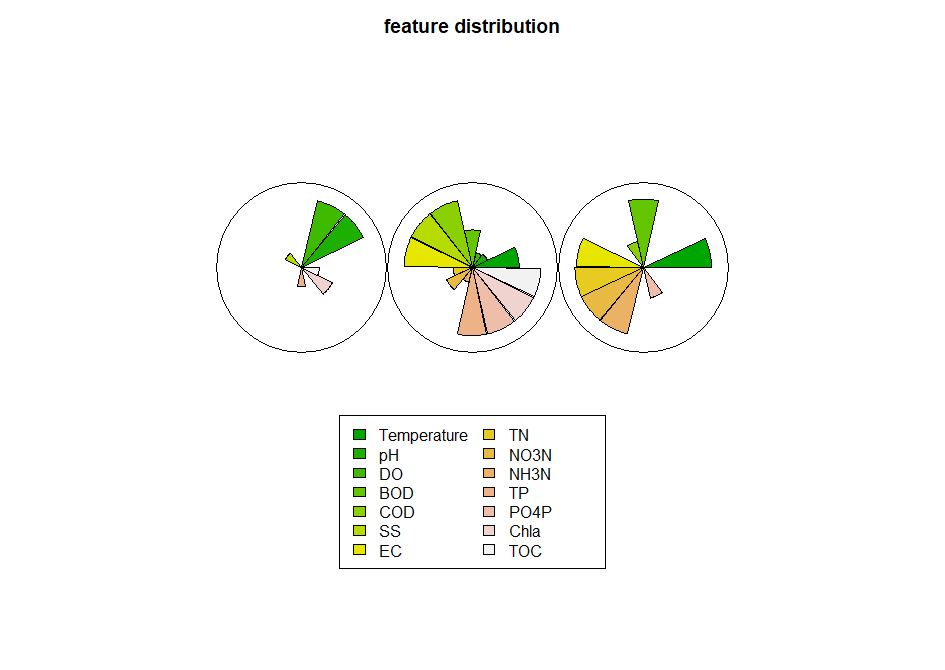 feature distribution
Temperature TN
pH NO3N
DO NH3N
BOD TP
COD PO4P
SS Chla
EC TOC